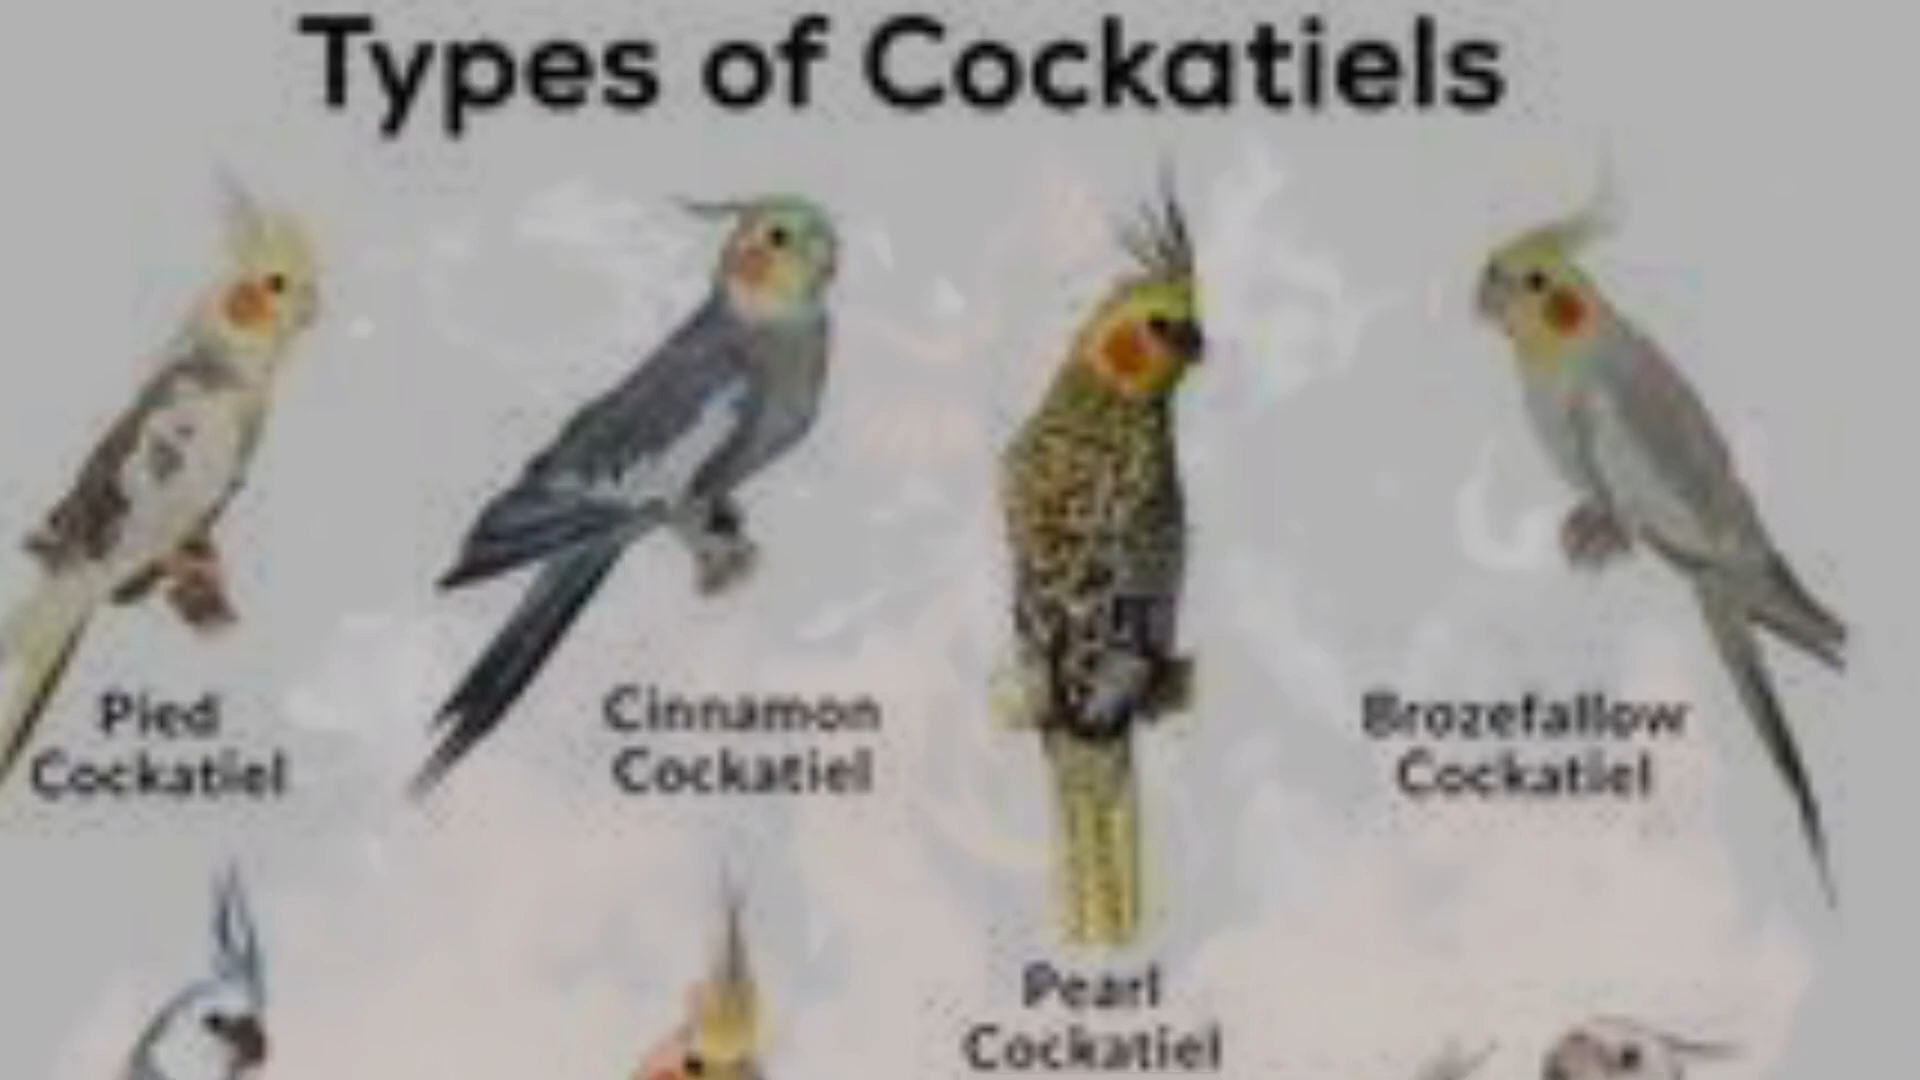 Types of Cockatiels
Pied
Cockatiel
Cinnamon
Cockatiel
Brozefallow
Cockatiel
Pearl
Cockatiel